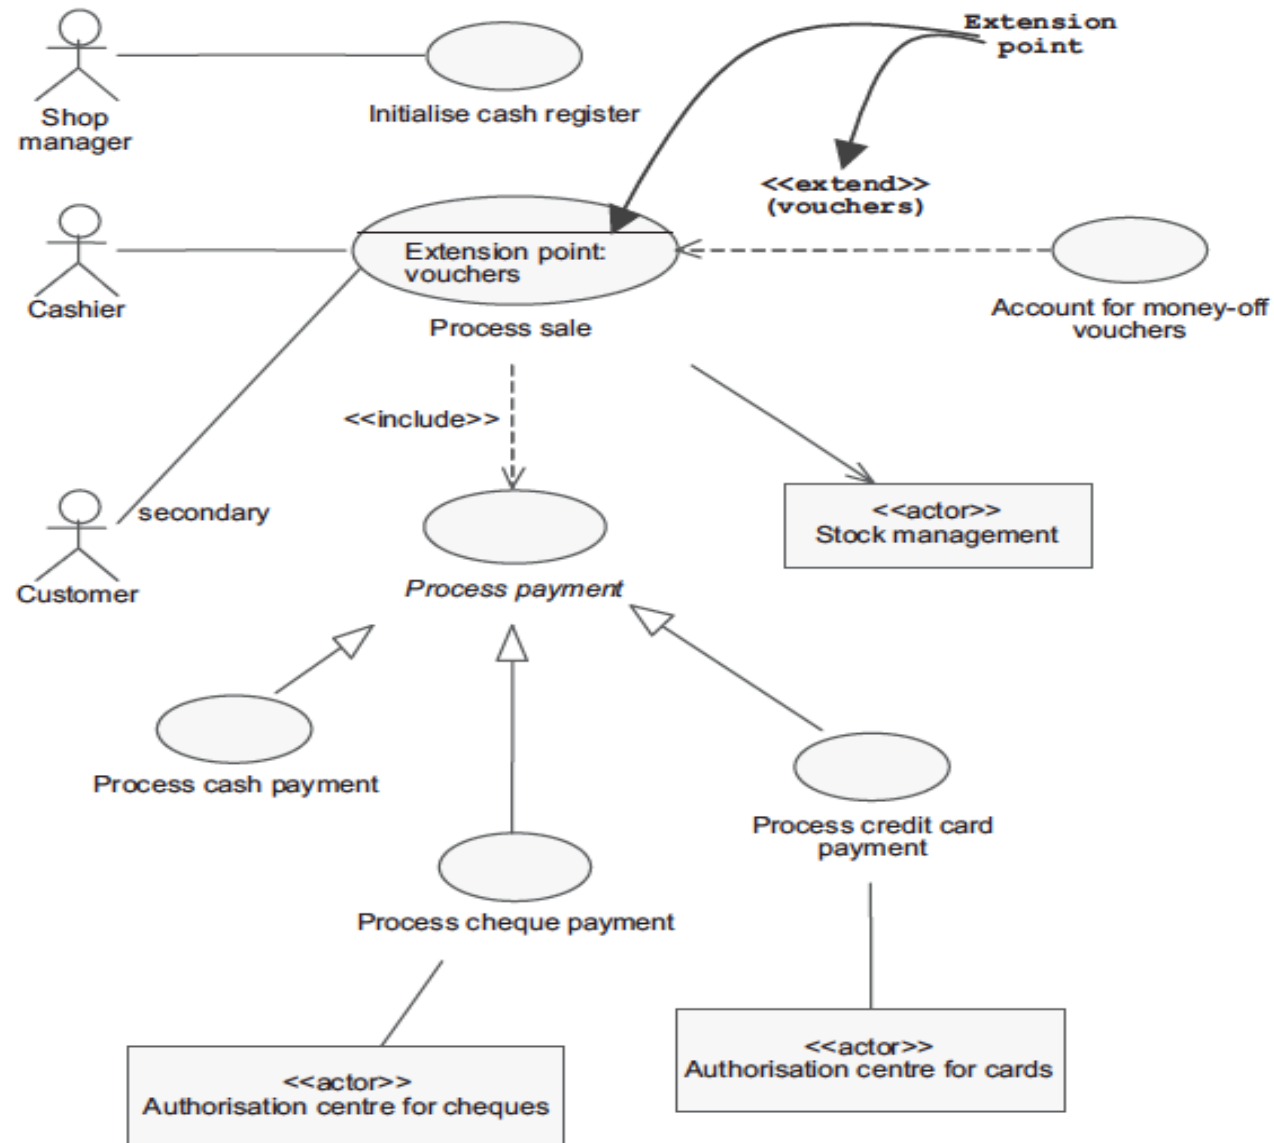 Extension
point
Shop
manager
Initialise cash register
<<extend>>
(vouchers)
Cashier
Extension point:
vouchers
Process sale
Account for money-off
vouchers
<<include>>
secondary
Customer
<<actor>>
Stock management
Process payment
Process cash payment
Process credit card
payment
Process cheque payment
<<actor>>
Authorisation centre for cards
<<actor>>
Authorisation centre for cheques